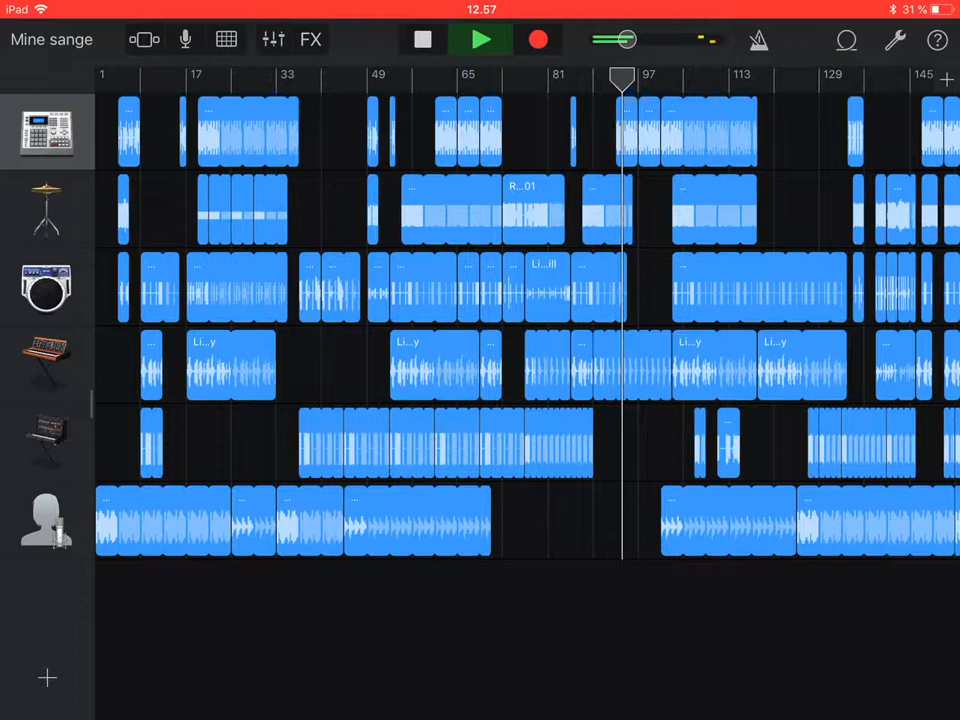 iPad 12.57 31 %
Mine sange FX ?
1 17 33 49 65 81 97 113 129 145 +
... ... ... ... ... ... ... ...
... R...01 ... ... ...
... ... ... ... ... ... ... ... Li...ill ... ...
... Li...y Li...y ... ... Li...y Li...y ...
...
... ... ... ... ... ...
+